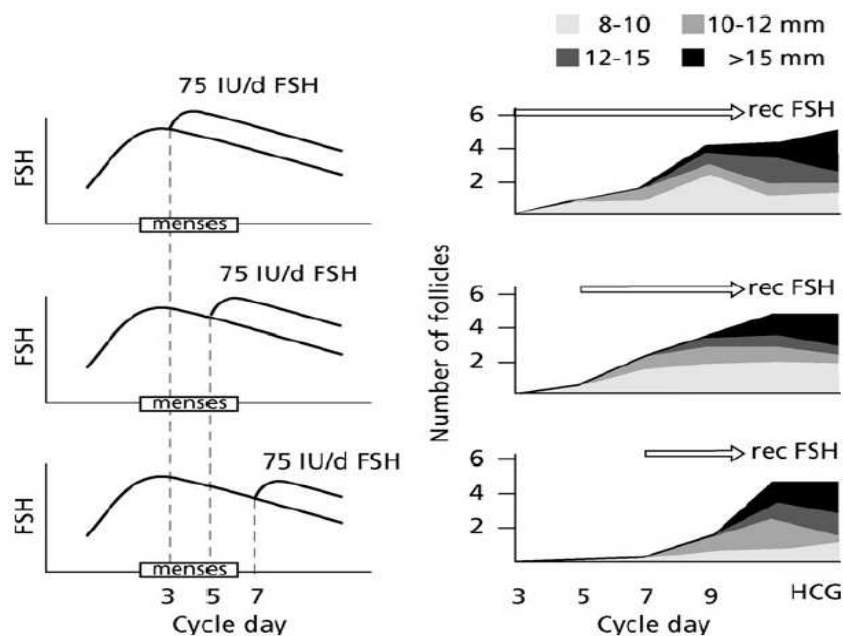 8-10 10-12 mm
12-15 >15 mm
75 IU/d FSH
FSH
menses
75 IU/d FSH
FSH
menses
75 IU/d FSH
FSH
menses
3 5 7
Cycle day
Number of follicles
6
4
2
rec FSH
6
4
2
rec FSH
6
4
2
rec FSH
3 5 7 9 HCG
Cycle day